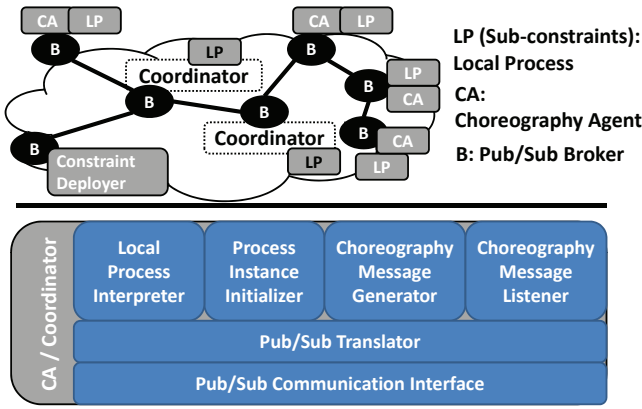 CA LP
B
LP
Coordinator
B
CA LP
B
B
LP
CA
B
Coordinator
LP
B
CA
LP
B
Constraint
Deployer
LP (Sub-constraints):
Local Process
CA:
Choreography Agent
B: Pub/Sub Broker
CA / Coordinator
Local
Process
Interpreter
Process
Instance
Initializer
Choreography
Message
Generator
Choreography
Message
Listener
Pub/Sub Translator
Pub/Sub Communication Interface